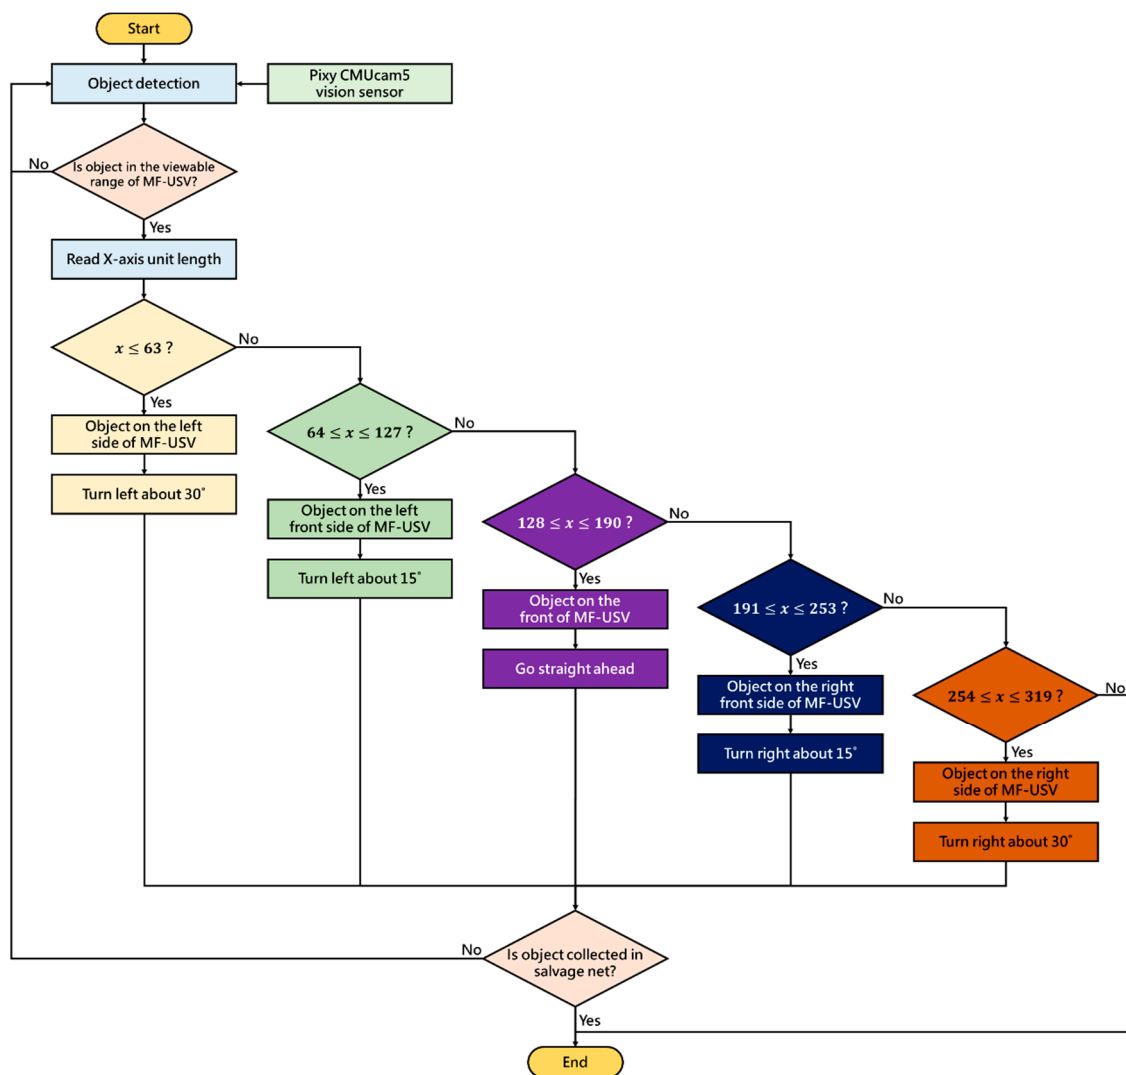 Start
Object detection
Pixy CMUcam5
vision sensor
No
Is object in the viewable
range of MF-USV?
Yes
Read X-axis unit length
x ≤ 63 ?
No
Yes
Object on the left
side of MF-USV
Turn left about 30°
64 ≤ x ≤ 127 ?
No
Yes
Object on the left
front side of MF-USV
Turn left about 15°
128 ≤ x ≤ 190 ?
No
Yes
Object on the
front of MF-USV
Go straight ahead
191 ≤ x ≤ 253 ?
No
Yes
Object on the right
front side of MF-USV
Turn right about 15°
254 ≤ x ≤ 319 ?
No
Yes
Object on the right
side of MF-USV
Turn right about 30°
No
Is object collected in
salvage net?
Yes
End